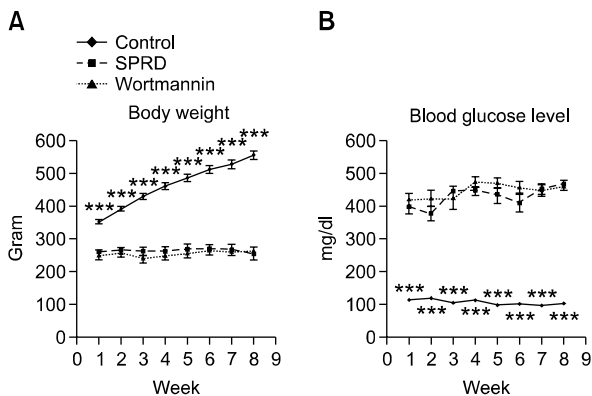 A
Control
SPRD
Wortmannin
Body weight
Gram
600
500
400
300
200
100
0
*** *** *** *** *** *** *** ***
0 1 2 3 4 5 6 7 8 9
Week
B
Blood glucose level
mg/dl
600
500
400
300
200
100
0
*** *** *** *** *** *** *** ***
0 1 2 3 4 5 6 7 8 9
Week